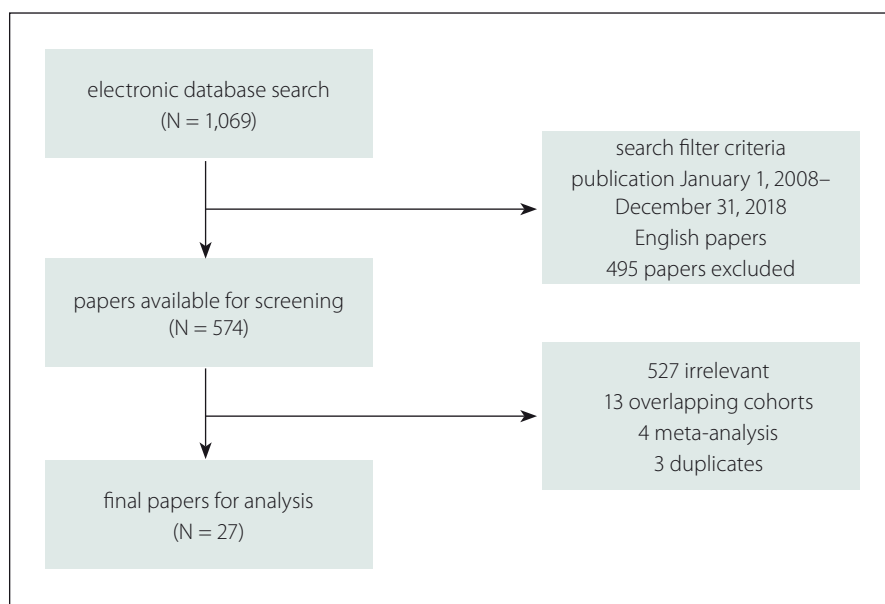 electronic database search
(N = 1,069)
search filter criteria
publication January 1, 2008–
December 31, 2018
English papers
495 papers excluded
papers available for screening
(N = 574)
527 irrelevant
13 overlapping cohorts
4 meta-analysis
3 duplicates
final papers for analysis
(N = 27)